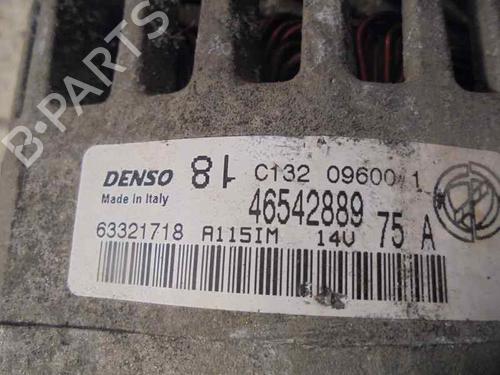 B-PARTS
DENSO 81 C132 09600 1
Made in Italy 46542889 75 A
63321718 A115IM 14V